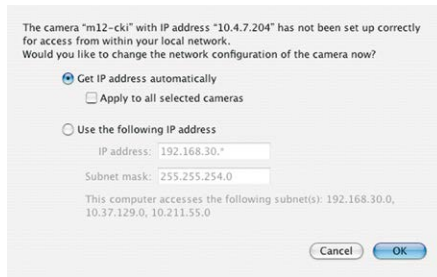 The camera "m12-cki" with IP address "10.4.7.204" has not been set up correctly
for access from within your local network.
Would you like to change the network configuration of the camera now?
Get IP address automatically
Apply to all selected cameras
Use the following IP address
IP address: 192.168.30.*
Subnet mask: 255.255.254.0
This computer accesses the following subnet(s): 192.168.30.0,
10.37.129.0, 10.211.55.0
Cancel OK